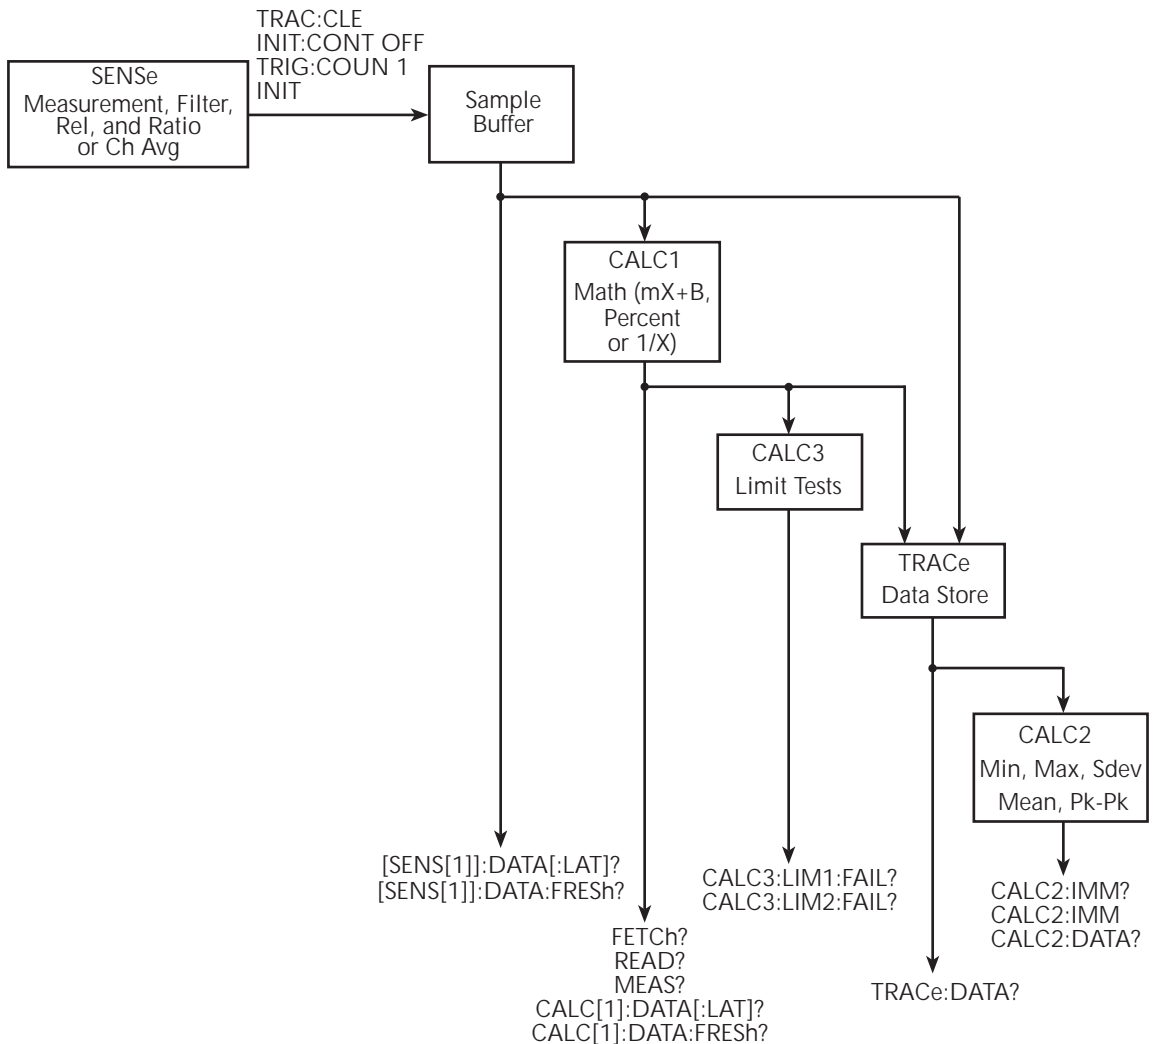 TRAC:CLE
INIT:CONT OFF
TRIG:COUN 1
INIT
SENSe
Measurement, Filter,
Rel, and Ratio
or Ch Avg
Sample
Buffer
CALC1
Math (mX+B,
Percent
or 1/X)
CALC3
Limit Tests
TRACe
Data Store
CALC2
Min, Max, Sdev
Mean, Pk-Pk
[SENS[1]]:DATA[:LAT]?
[SENS[1]]:DATA:FRESh?
CALC3:LIM1:FAIL?
CALC3:LIM2:FAIL?
CALC2:IMM?
CALC2:IMM
CALC2:DATA?
FETCh?
READ?
MEAS?
CALC[1]:DATA[:LAT]?
CALC[1]:DATA:FRESh?
TRACe:DATA?